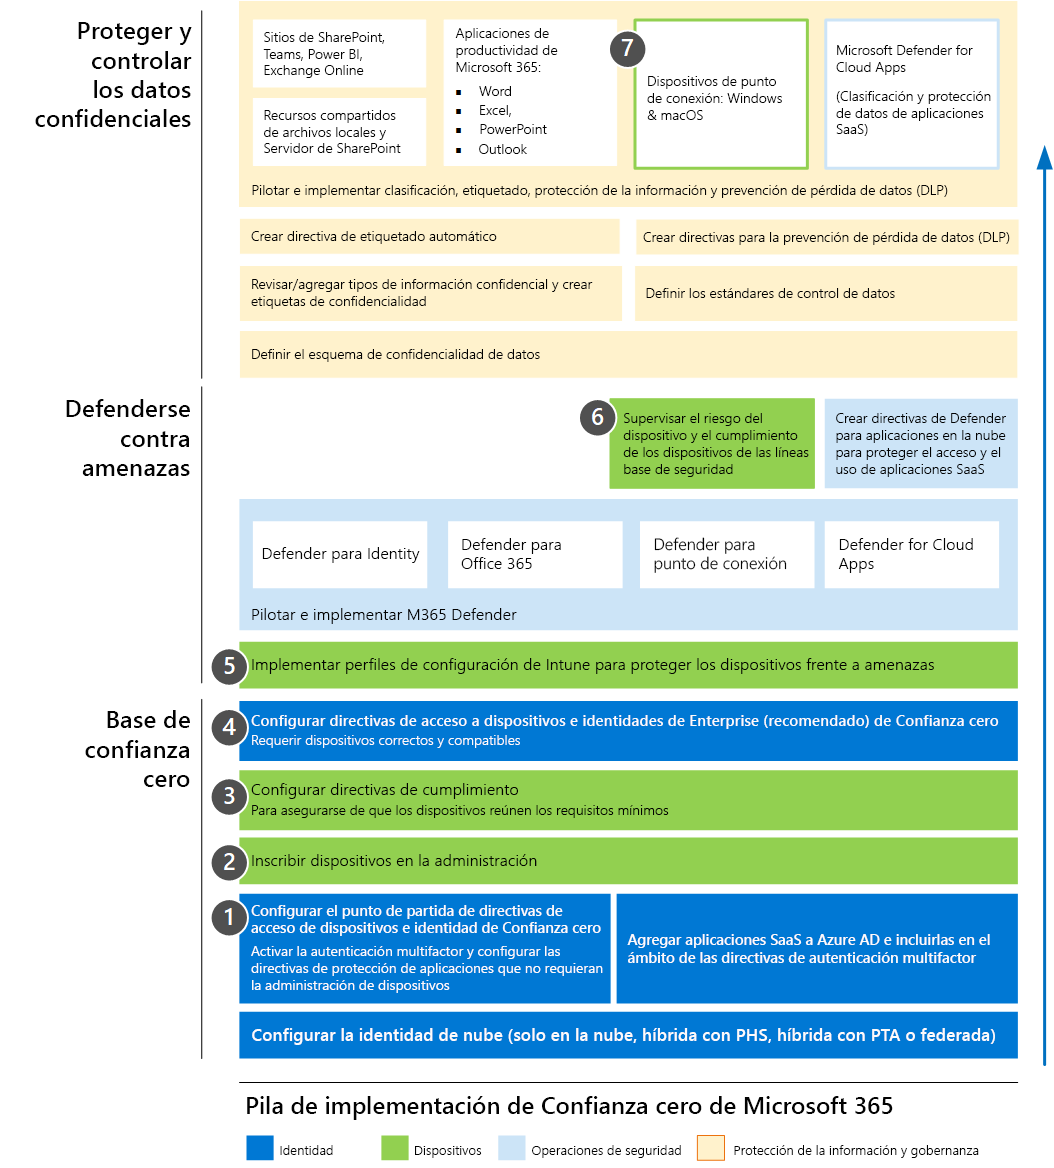 Proteger y
controlar
los datos
confidenciales
Sitios de SharePoint,
Teams, Power BI,
Exchange Online
Recursos compartidos
de archivos locales y
Servidor de SharePoint
Aplicaciones de
productividad de
Microsoft 365:
Word
Excel,
PowerPoint
Outlook
7
Dispositivos de punto
de conexión: Windows
& macOS
Microsoft Defender for
Cloud Apps
(Clasificación y protección
de datos de aplicaciones
SaaS)
Pilotar e implementar clasificación, etiquetado, protección de la información y prevención de pérdida de datos (DLP)
Crear directiva de etiquetado automático
Crear directivas para la prevención de pérdida de datos (DLP)
Revisar/agregar tipos de información confidencial y crear
etiquetas de confidencialidad
Definir los estándares de control de datos
Definir el esquema de confidencialidad de datos
Defenderse
contra
amenazas
6
Supervisar el riesgo del
dispositivo y el cumplimiento
de los dispositivos de las líneas
base de seguridad
Crear directivas de Defender
para aplicaciones en la nube
para proteger el acceso y el
uso de aplicaciones SaaS
Defender para Identity
Defender para
Office 365
Defender para
punto de conexión
Defender for Cloud
Apps
Pilotar e implementar M365 Defender
5
Implementar perfiles de configuración de Intune para proteger los dispositivos frente a amenazas
Base de
confianza
cero
4
Configurar directivas de acceso a dispositivos e identidades de Enterprise (recomendado) de Confianza cero
Requerir dispositivos correctos y compatibles
3
Configurar directivas de cumplimiento
Para asegurarse de que los dispositivos reúnen los requisitos mínimos
2
Inscribir dispositivos en la administración
1
Configurar el punto de partida de directivas de
acceso de dispositivos e identidad de Confianza cero
Activar la autenticación multifactor y configurar las
directivas de protección de aplicaciones que no requieran
la administración de dispositivos
Agregar aplicaciones SaaS a Azure AD e incluirlas en el
ámbito de las directivas de autenticación multifactor
Configurar la identidad de nube (solo en la nube, híbrida con PHS, híbrida con PTA o federada)
Pila de implementación de Confianza cero de Microsoft 365
Identidad
Dispositivos
Operaciones de seguridad
Protección de la información y gobernanza